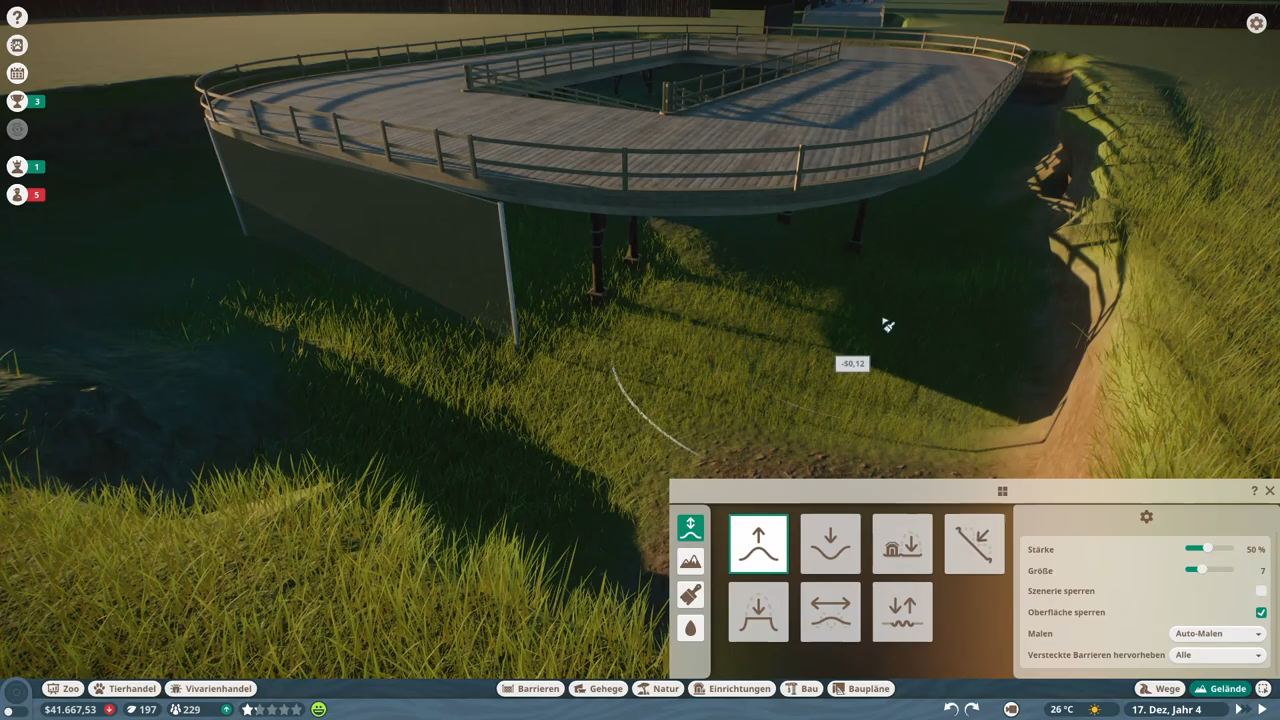 ?
3
1
5
-$0,12
?
Stärke 50 %
Größe 7
Szenerie sperren
Oberfläche sperren
Malen Auto-Malen
Versteckte Barrieren hervorheben Alle
Zoo Tierhandel Vivarienhandel Barrieren Gehege Natur Einrichtungen Bau Baupläne Wege Gelände
$41.667,53 197 229 26 °C 17. Dez, Jahr 4